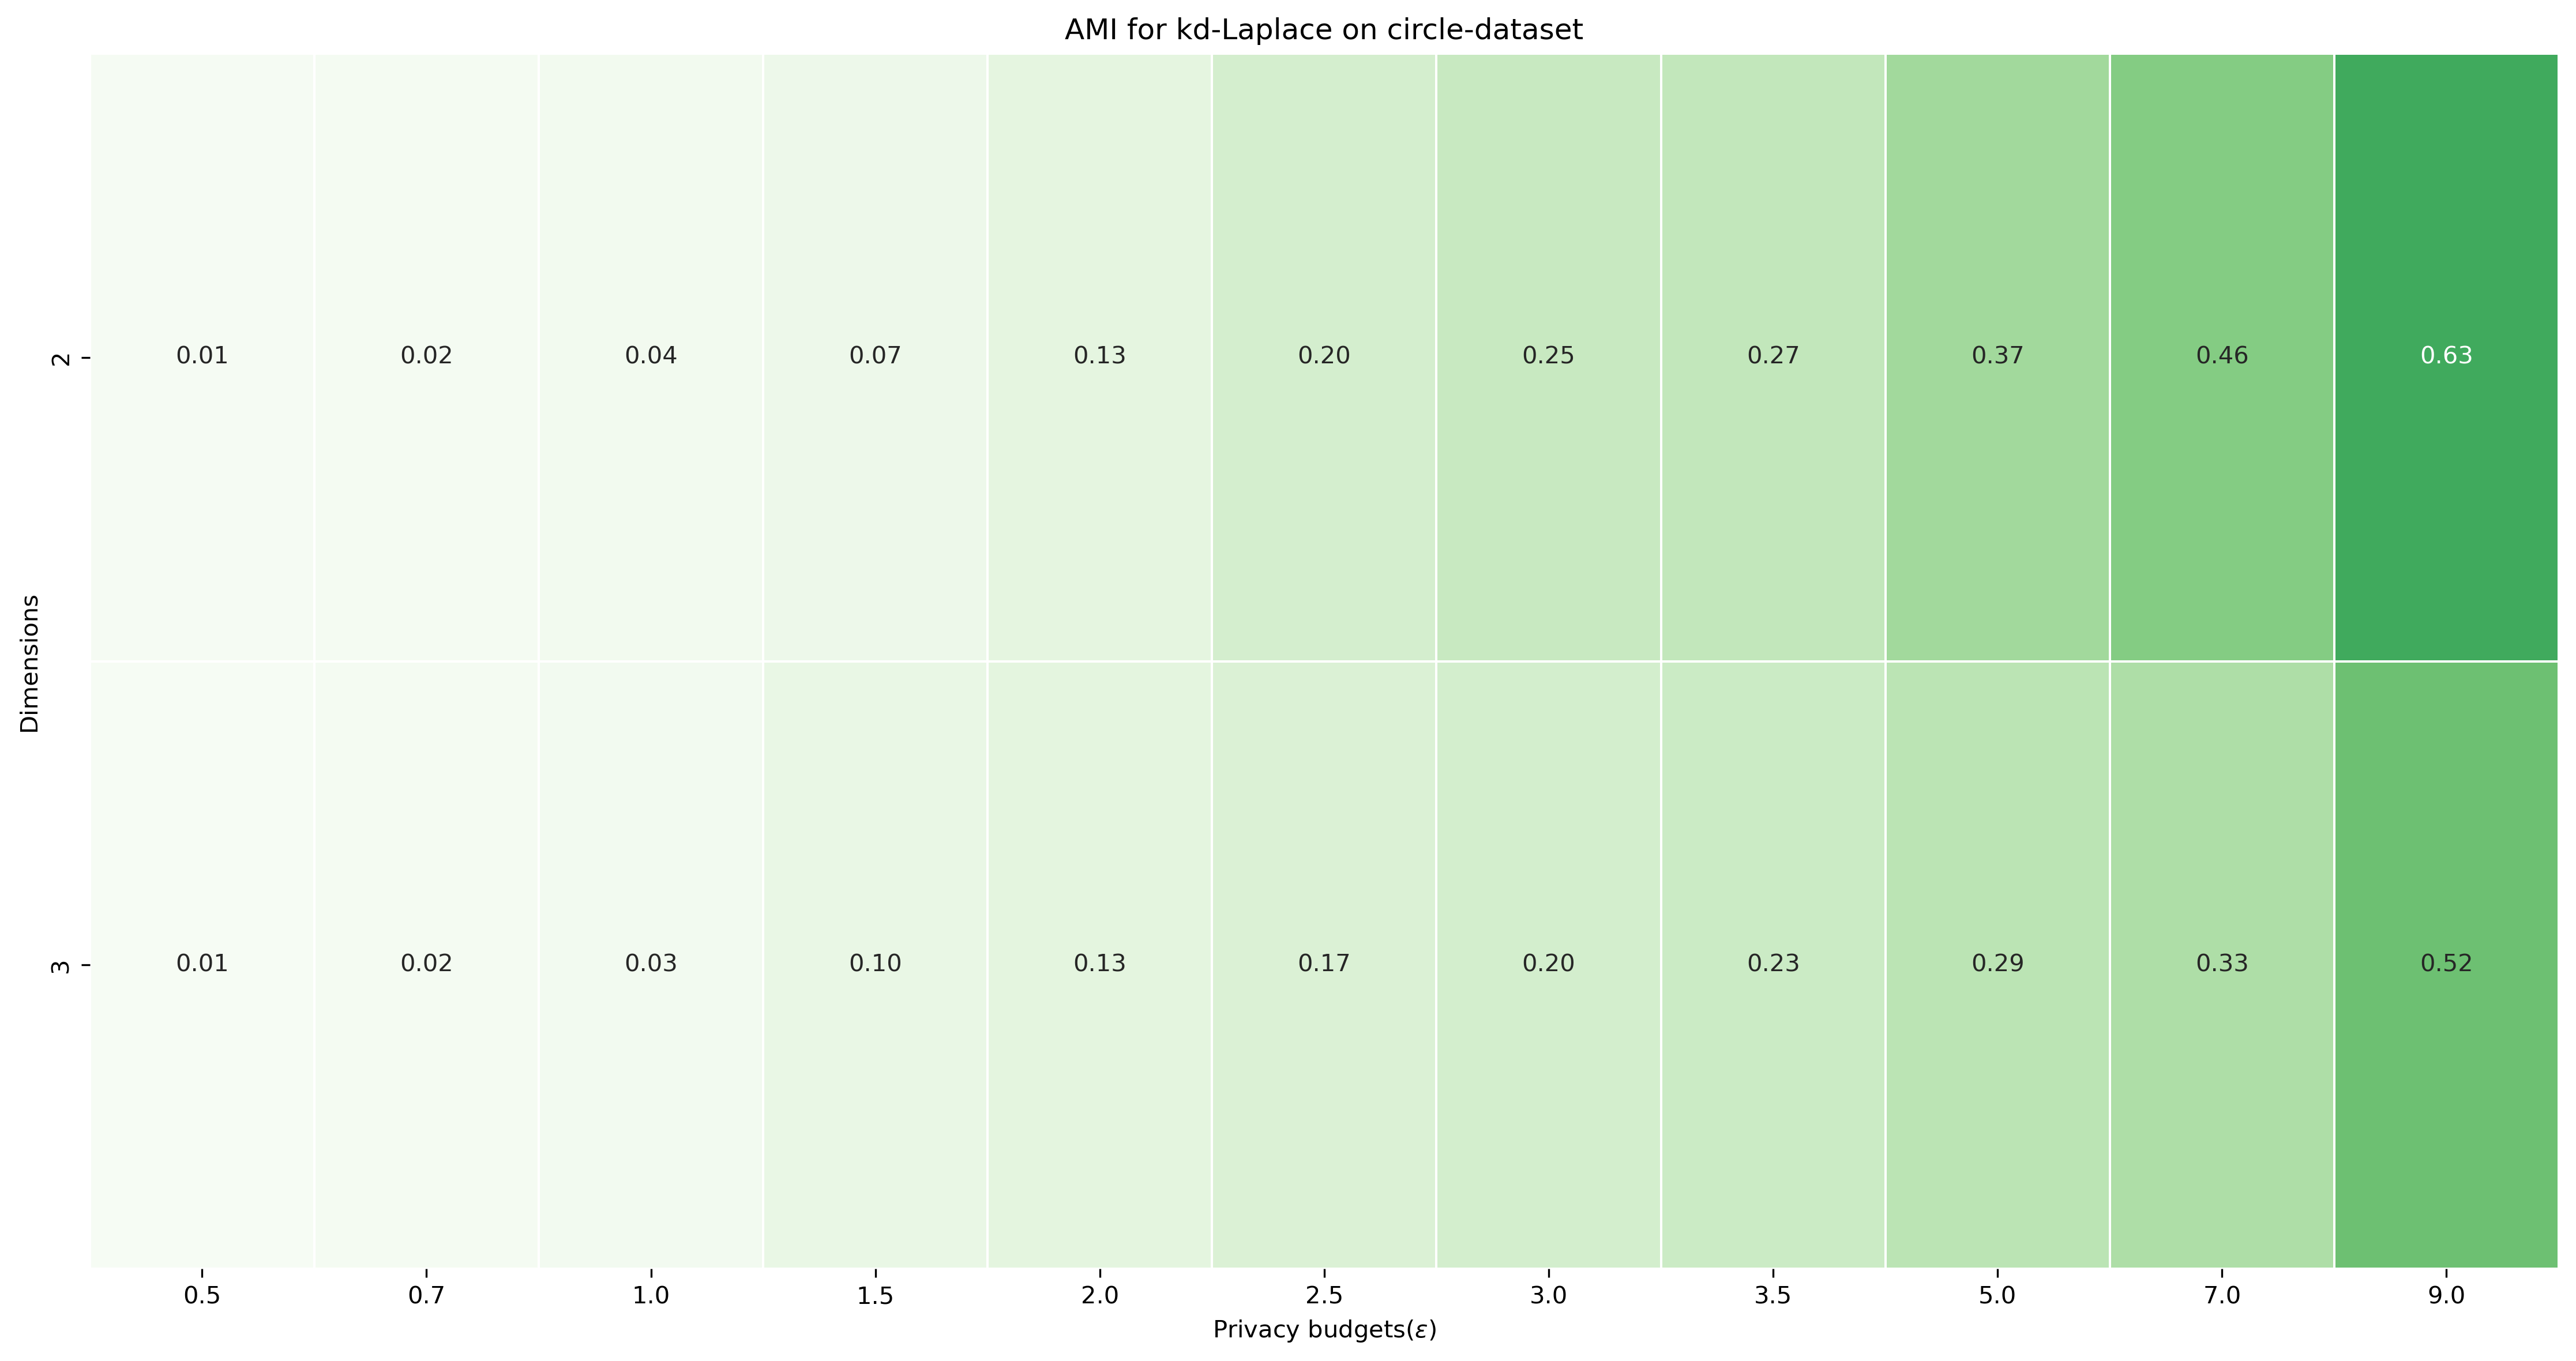 AMI for kd-Laplace on circle-dataset
Dimensions
2
0.01 0.02 0.04 0.07 0.13 0.20 0.25 0.27 0.37 0.46 0.63
3
0.01 0.02 0.03 0.10 0.13 0.17 0.20 0.23 0.29 0.33 0.52
0.5 0.7 1.0 1.5 2.0 2.5 3.0 3.5 5.0 7.0 9.0
Privacy budgets(ε)